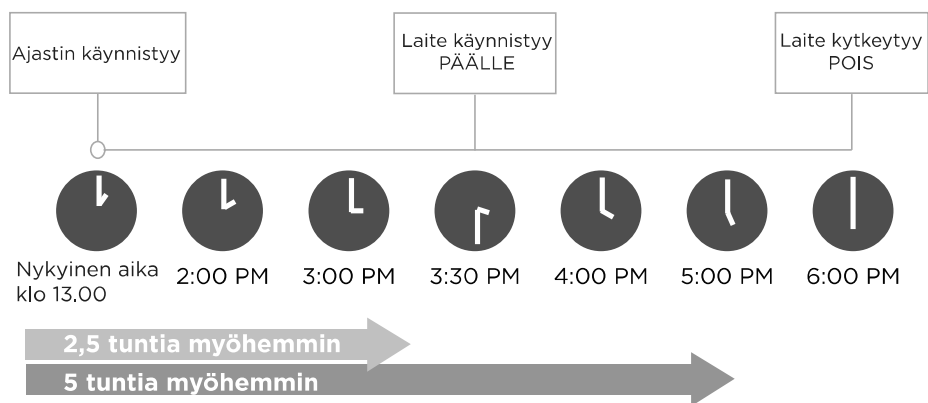 Ajastin käynnistyy
Laite käynnistyy
PÄÄLLE
Laite kytkeytyy
POIS
Nykyinen aika
klo 13.00
2:00 PM
3:00 PM
3:30 PM
4:00 PM
5:00 PM
6:00 PM
2,5 tuntia myöhemmin
5 tuntia myöhemmin